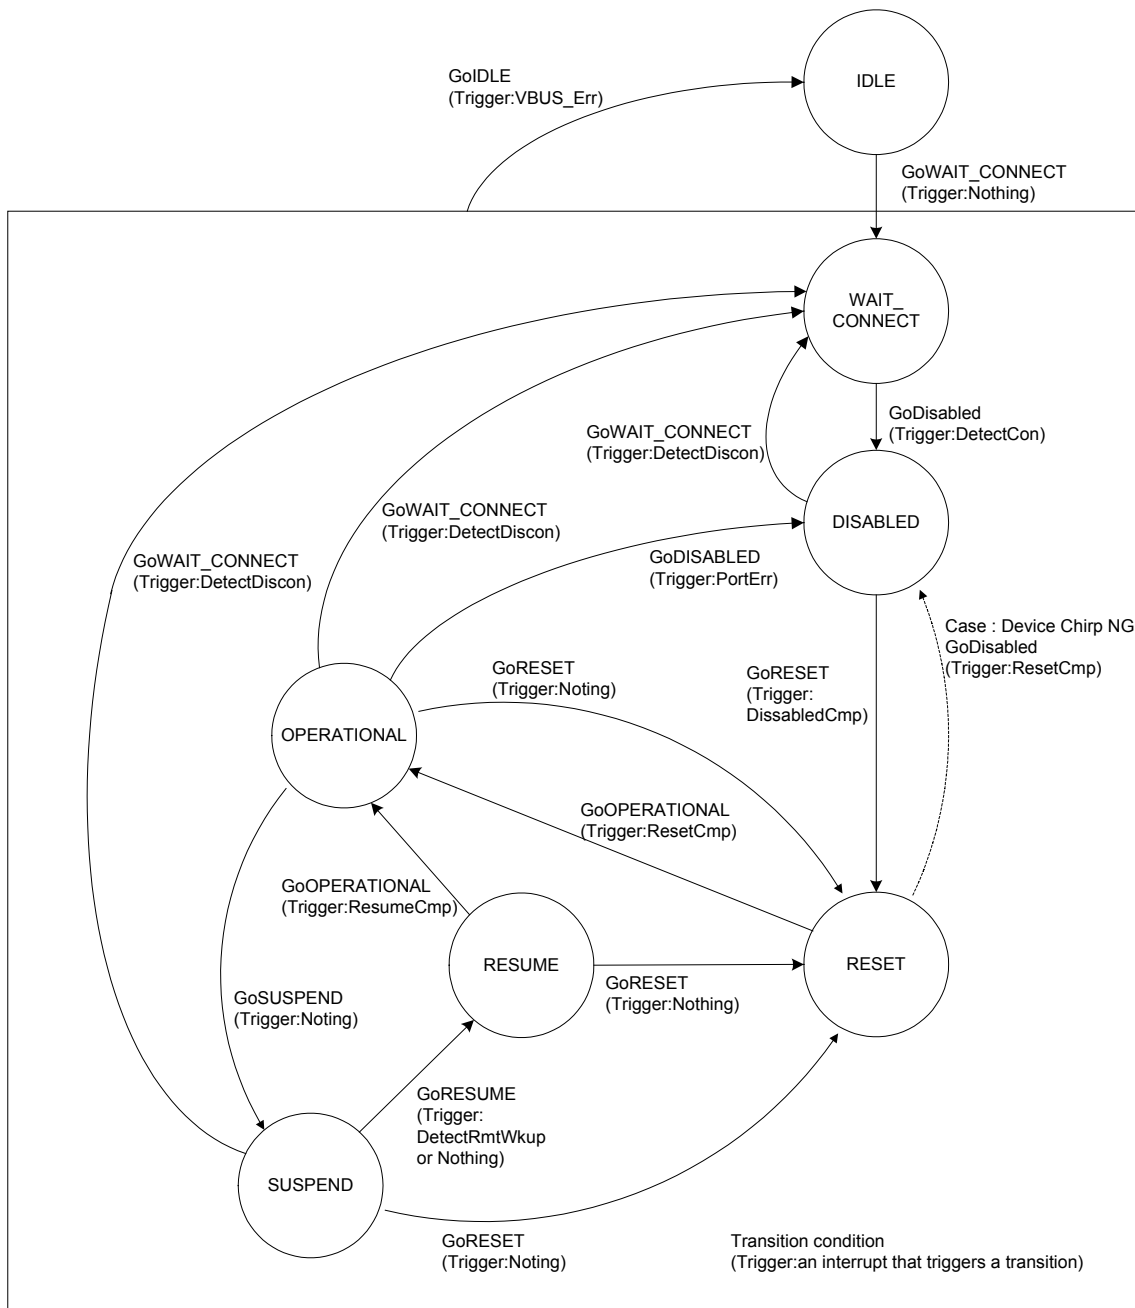 IDLE
GoIDLE
(Trigger:VBUS_Err)
GoWAIT_CONNECT
(Trigger:Nothing)
WAIT_
CONNECT
GoDisabled
(Trigger:DetectCon)
GoWAIT_CONNECT
(Trigger:DetectDiscon)
GoWAIT_CONNECT
(Trigger:DetectDiscon)
DISABLED
GoWAIT_CONNECT
(Trigger:DetectDiscon)
GoDISABLED
(Trigger:PortErr)
Case : Device Chirp NG
GoDisabled
(Trigger:ResetCmp)
GoRESET
(Trigger:Noting)
GoRESET
(Trigger:
DissabledCmp)
OPERATIONAL
GoOPERATIONAL
(Trigger:ResetCmp)
GoOPERATIONAL
(Trigger:ResumeCmp)
RESUME
RESET
GoRESET
(Trigger:Nothing)
GoSUSPEND
(Trigger:Noting)
GoRESUME
(Trigger:
DetectRmtWkup
or Nothing)
SUSPEND
GoRESET
(Trigger:Noting)
Transition condition
(Trigger:an interrupt that triggers a transition)